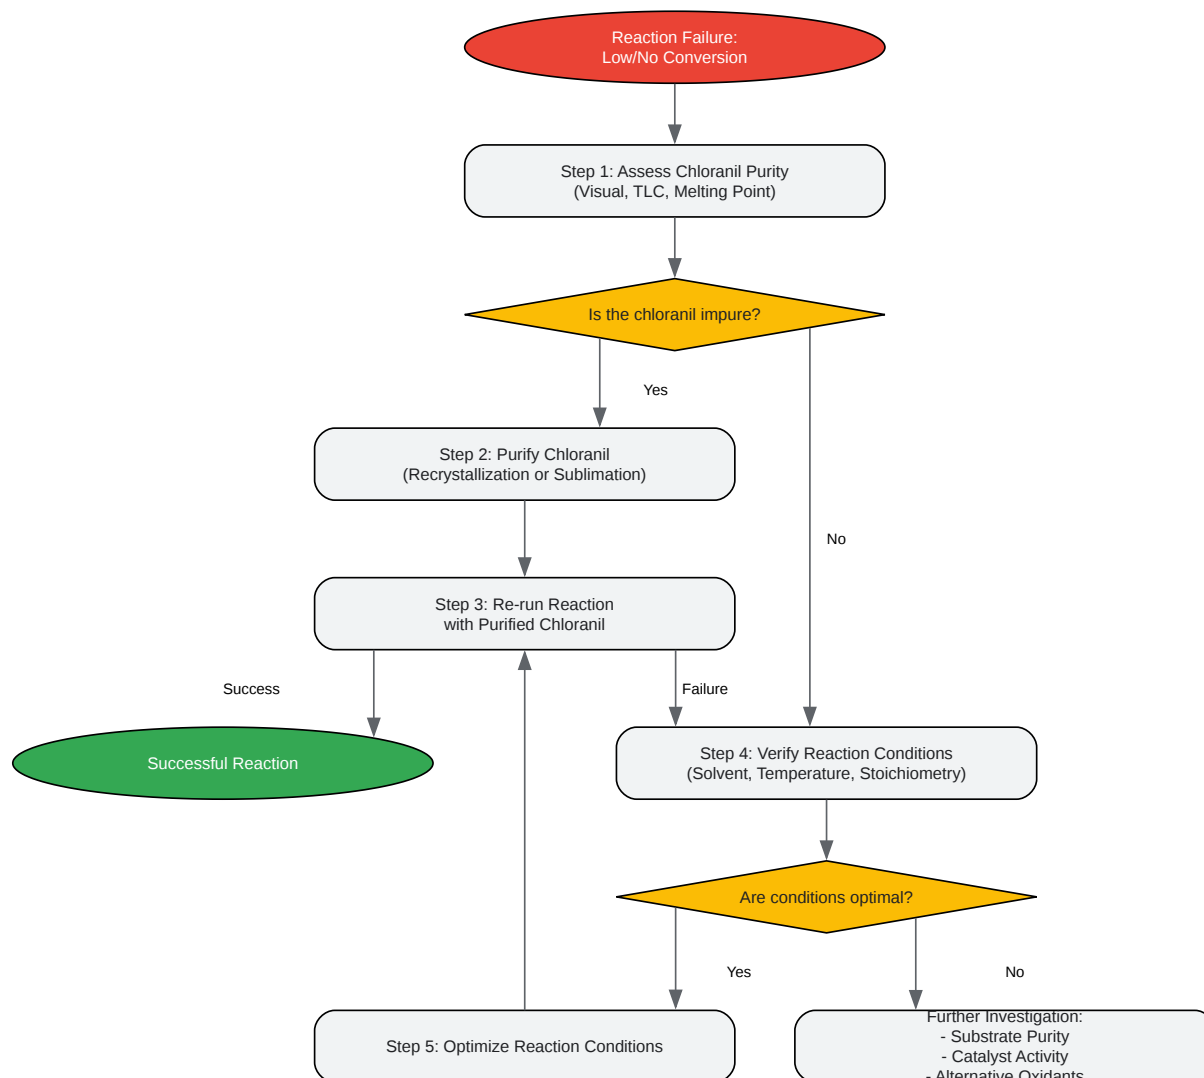 Reaction Failure:
Low/No Conversion
Step 1: Assess Chloranil Purity
(Visual, TLC, Melting Point)
Is the chloranil impure?
Yes
Step 2: Purify Chloranil
(Recrystallization or Sublimation)
No
Step 3: Re-run Reaction
with Purified Chloranil
Success
Failure
Successful Reaction
Step 4: Verify Reaction Conditions
(Solvent, Temperature, Stoichiometry)
Are conditions optimal?
Yes
No
Step 5: Optimize Reaction Conditions
Further Investigation:
- Substrate Purity
- Catalyst Activity
- Alternative Oxidants